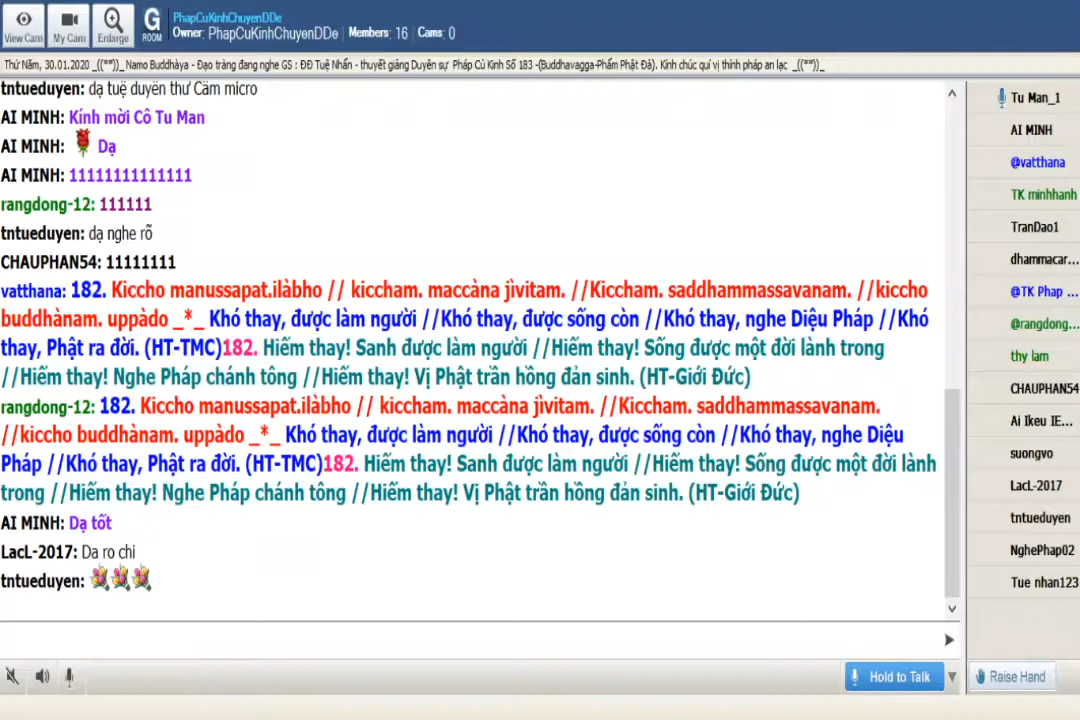 View Cam
My Cam
Enlarge
G
ROOM
PhapCuKinhChuyenDDe
Owner: PhapCuKinhChuyenDDe Members: 16 Cams: 0
Thứ Năm, 30.01.2020 _((**))_ Namo Buddhàya - Đạo tràng đang nghe GS : ĐĐ Tuệ Nhẫn - thuyết giảng Duyên sự Pháp Cú Kinh Số 183 -(Buddhavagga-Phẩm Phật Đà). Kính chúc quí vị thính pháp an lạc _((**))_
tntueduyen: dạ tuệ duyên thư Cám micro
AI MINH: Kính mời Cô Tu Man
AI MINH: Dạ
AI MINH: 11111111111111
rangdong-12: 111111
tntueduyen: dạ nghe rõ
CHAUPHAN54: 11111111
vatthana: 182. Kiccho manussapat.ilàbho // kiccham. maccàna jìvitam. //Kiccham. saddhammassavanam. //kiccho
buddhànam. uppàdo _*_ Khó thay, được làm người //Khó thay, được sống còn //Khó thay, nghe Diệu Pháp //Khó
thay, Phật ra đời. (HT-TMC)182. Hiếm thay! Sanh được làm người //Hiếm thay! Sống được một đời lành trong
//Hiếm thay! Nghe Pháp chánh tông //Hiếm thay! Vị Phật trần hồng đản sinh. (HT-Giới Đức)
rangdong-12: 182. Kiccho manussapat.ilàbho // kiccham. maccàna jìvitam. //Kiccham. saddhammassavanam.
//kiccho buddhànam. uppàdo _*_ Khó thay, được làm người //Khó thay, được sống còn //Khó thay, nghe Diệu
Pháp //Khó thay, Phật ra đời. (HT-TMC)182. Hiếm thay! Sanh được làm người //Hiếm thay! Sống được một đời lành
trong //Hiếm thay! Nghe Pháp chánh tông //Hiếm thay! Vị Phật trần hồng đản sinh. (HT-Giới Đức)
AI MINH: Dạ tốt
LacL-2017: Da ro chi
tntueduyen:
Hold to Talk
Tu Man_1
AI MINH
@vatthana
TK minhhanh
TranDao1
dhammacar...
@TK Phap ...
@rangdong...
thy lam
CHAUPHAN54
Ai Ikeu IE...
suongvo
LacL-2017
tntueduyen
NghePhap02
Tue nhan123
Raise Hand